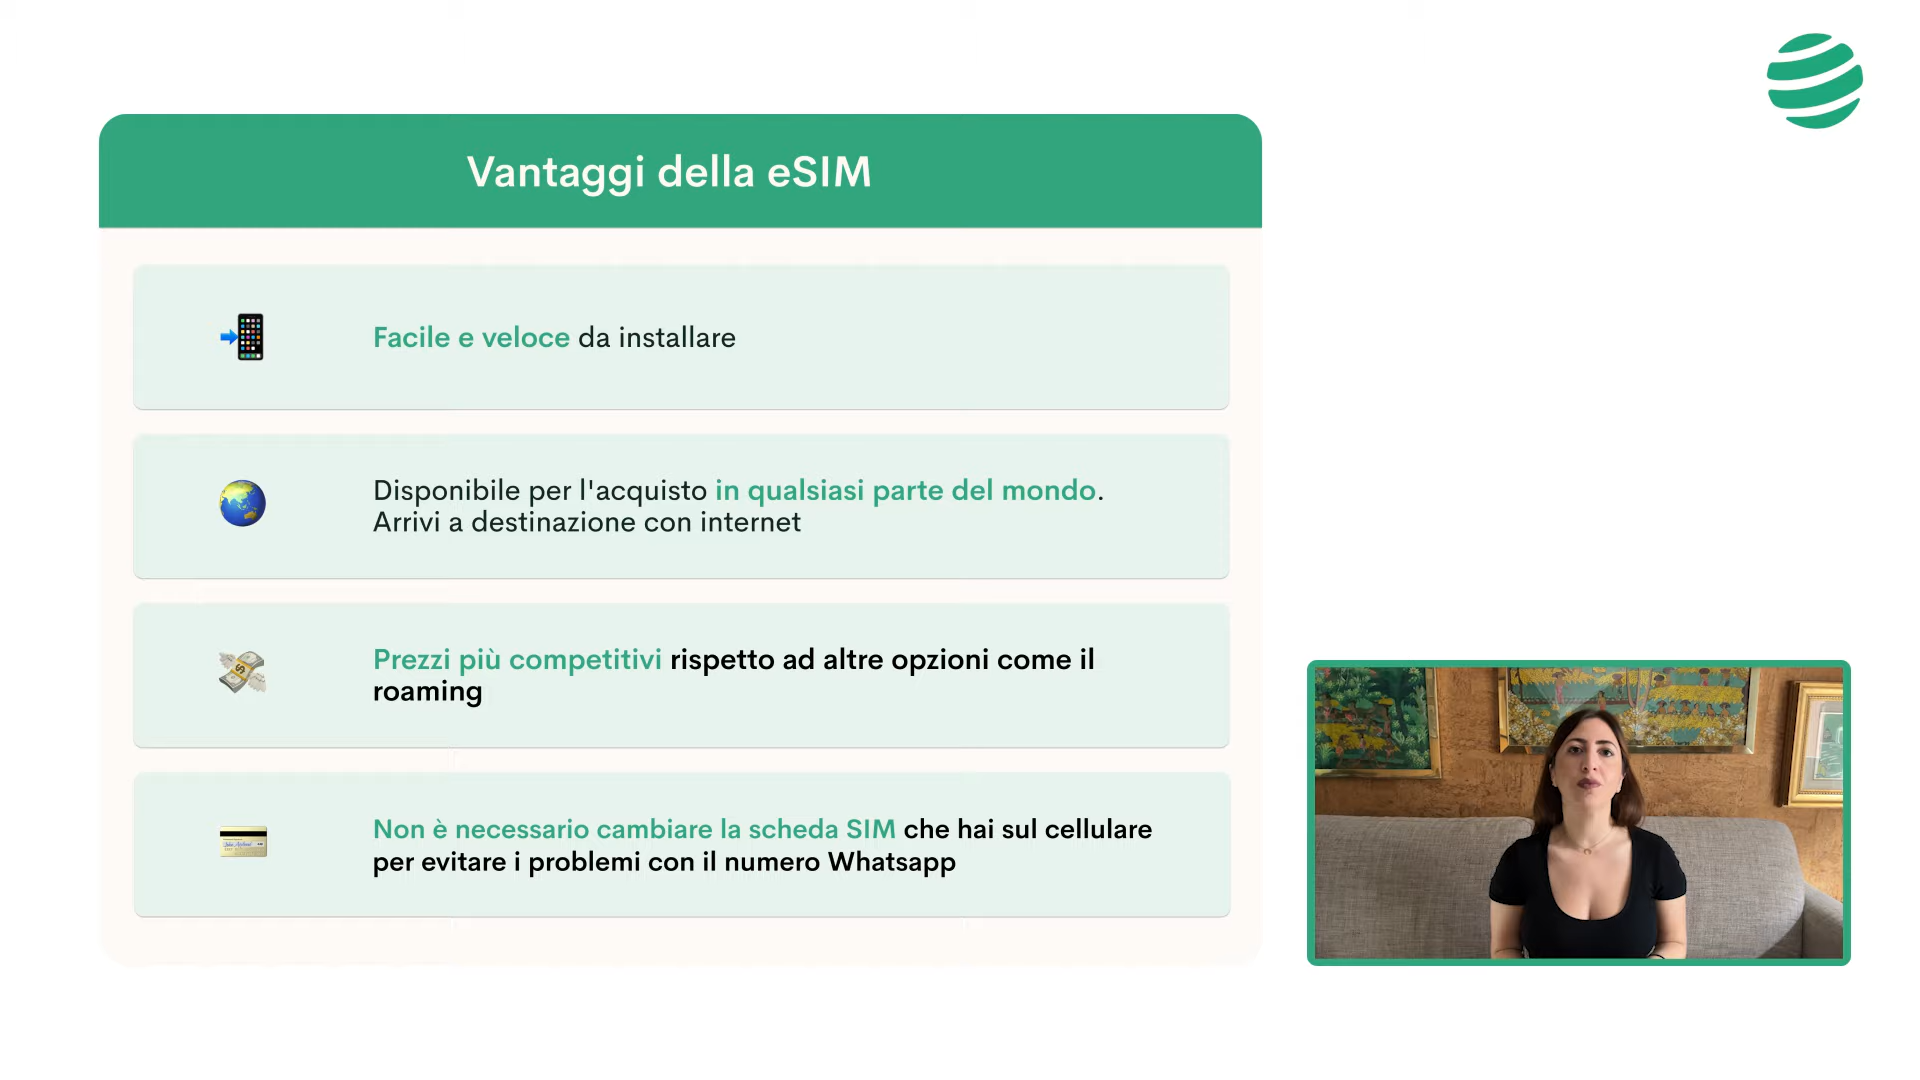 Vantaggi della eSIM
Facile e veloce da installare
Disponibile per l'acquisto in qualsiasi parte del mondo.
Arrivi a destinazione con internet
Prezzi più competitivi rispetto ad altre opzioni come il
roaming
Non è necessario cambiare la scheda SIM che hai sul cellulare
per evitare i problemi con il numero Whatsapp